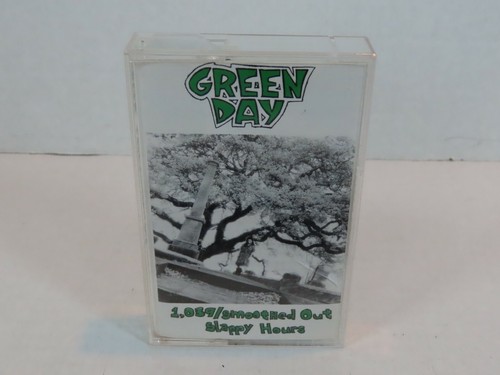 GREEN
DAY
1,039/Smoothed Out
Slappy Hours